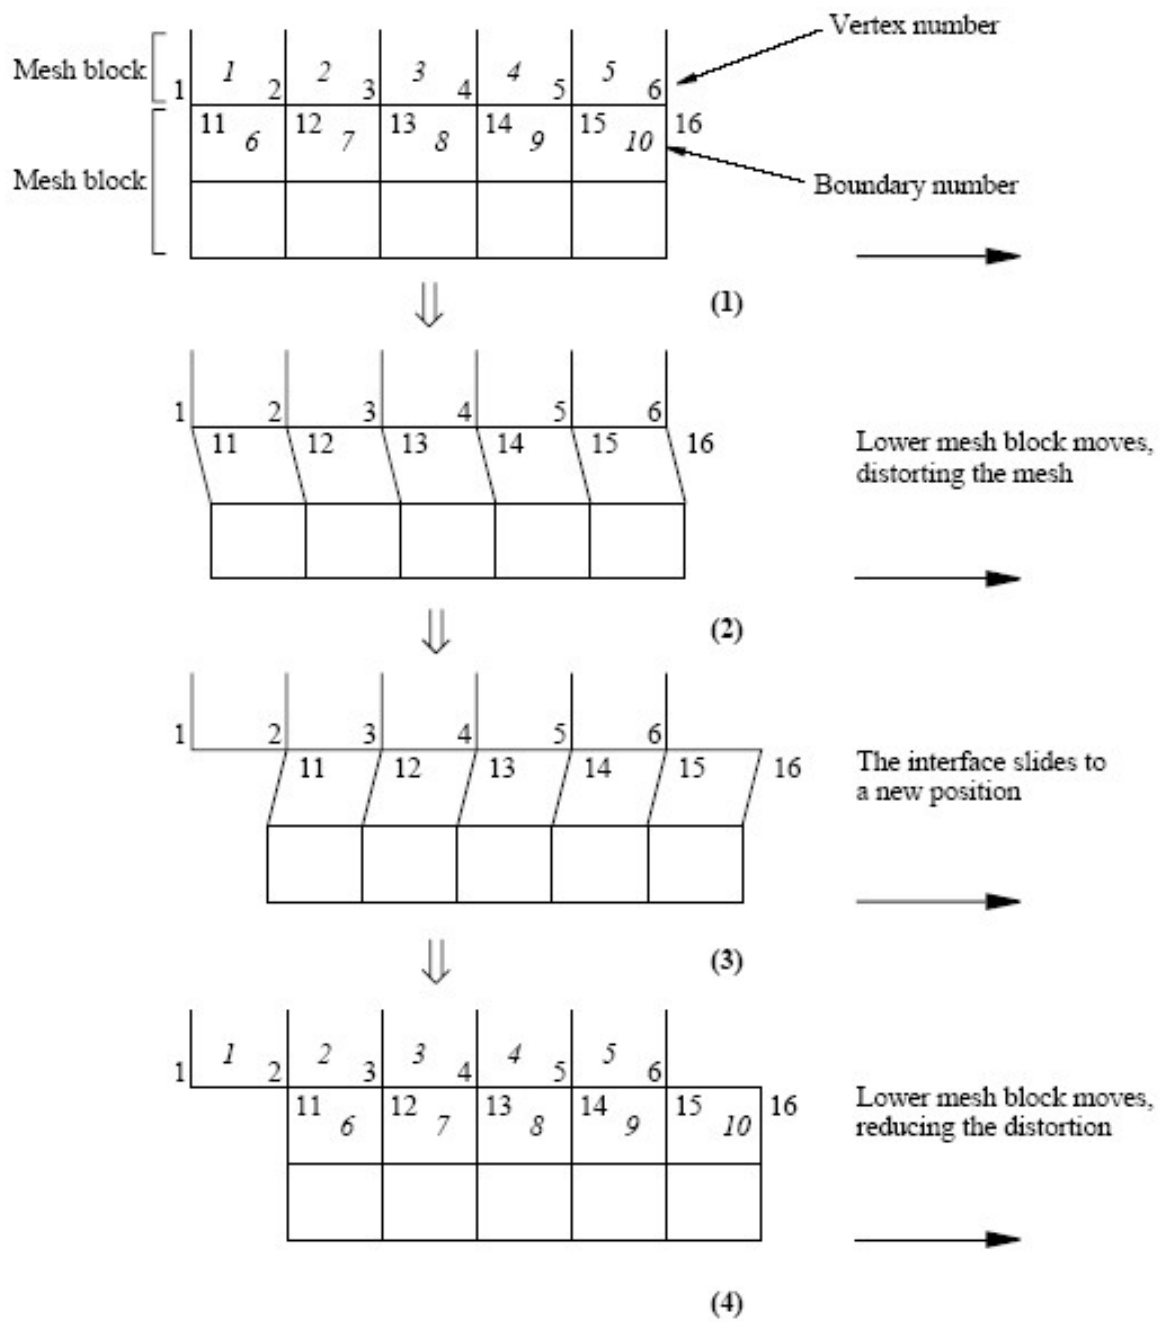 Vertex number
Mesh block
1 1 2 2 3 3 4 4 5 5 6
11 6 12 7 13 8 14 9 15 10 16
Mesh block
Boundary number
(1)
1 2 3 4 5 6
11 12 13 14 15 16
Lower mesh block moves,
distorting the mesh
(2)
1 2 3 4 5 6
11 12 13 14 15 16
The interface slides to
a new position
(3)
1 1 2 2 3 3 4 4 5 5 6
11 6 12 7 13 8 14 9 15 10 16
Lower mesh block moves,
reducing the distortion
(4)